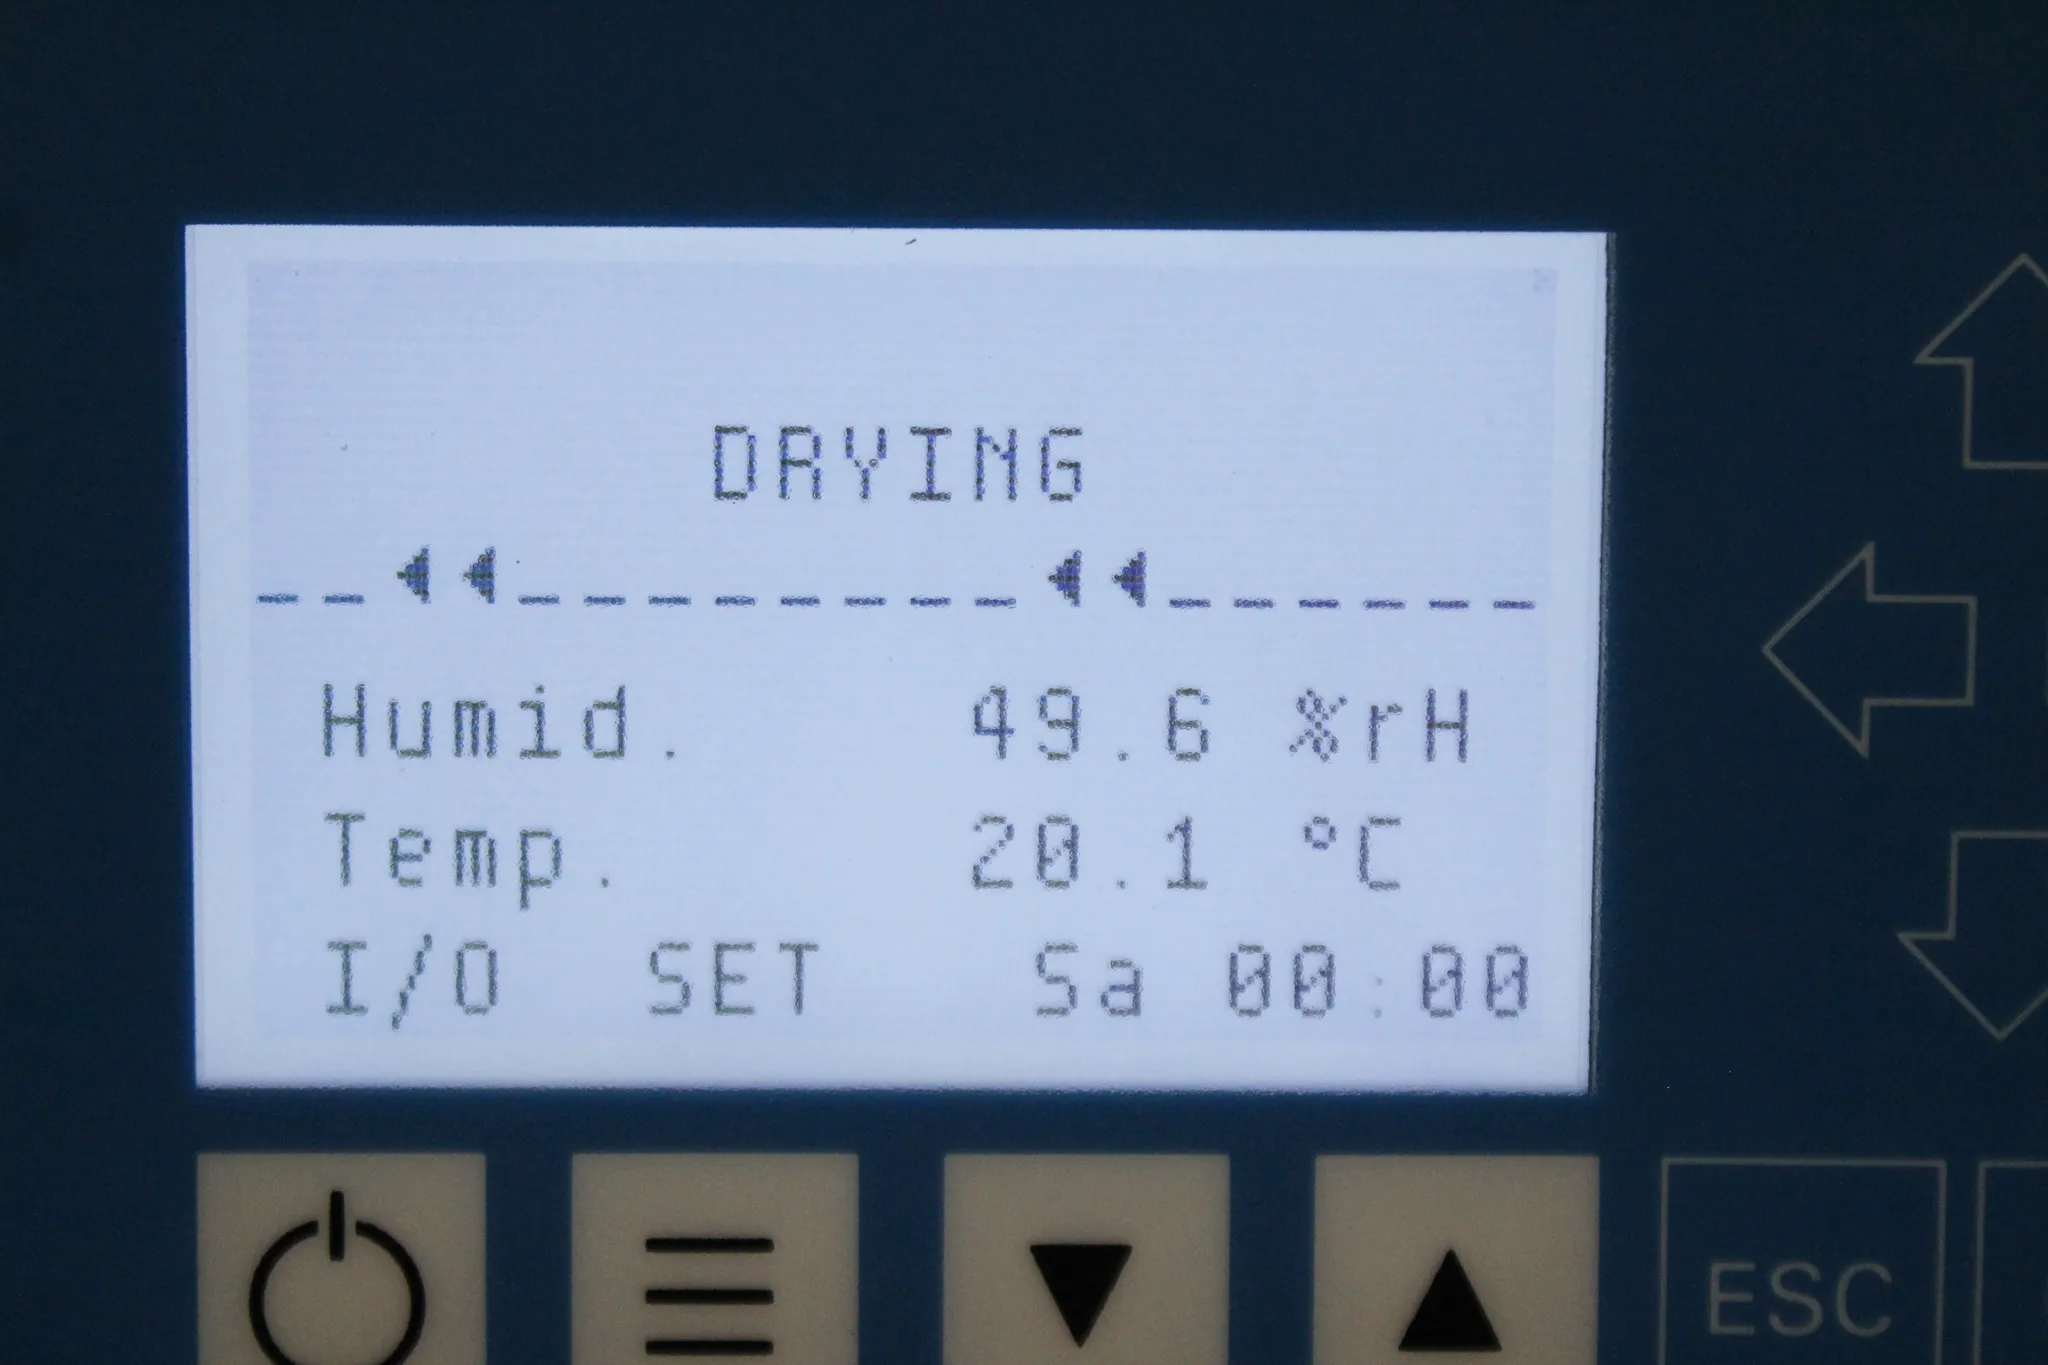 DRYING
_ _ ◀ ◀ _ _ _ _ _ _ _ _ ◀ ◀ _ _ _ _ _ _
Humid. 49.6 %rH
Temp. 20.1 °C
I/O SET Sa 00:00
ESC